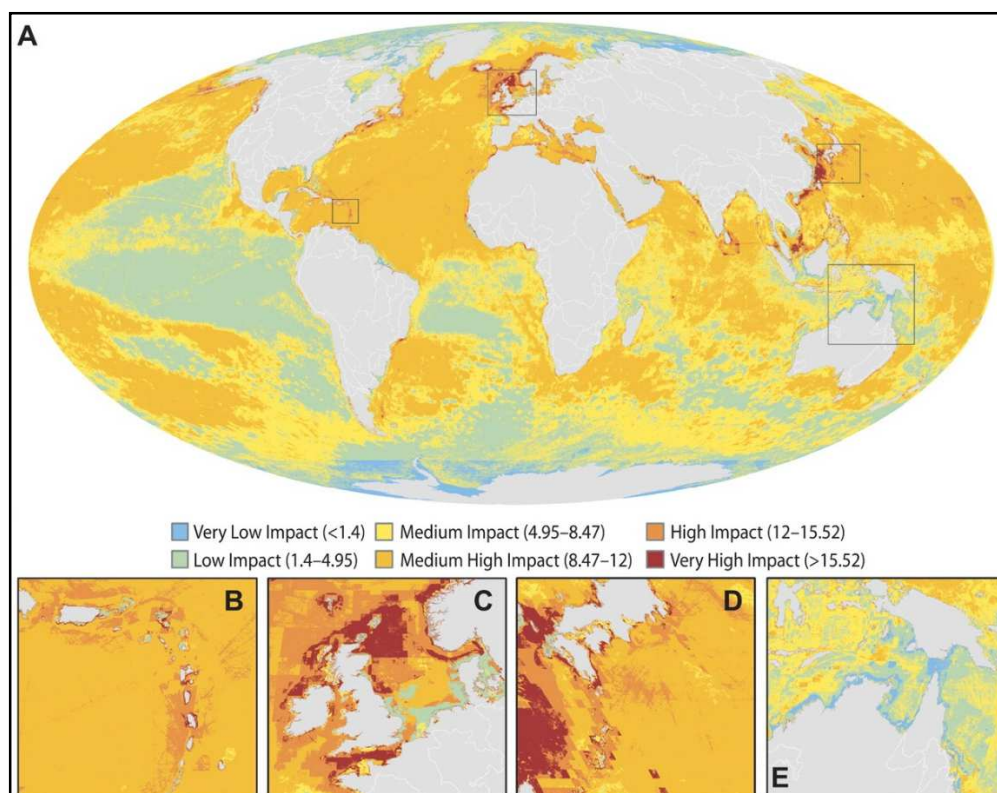 A
Very Low Impact (<1.4) Medium Impact (4.95–8.47) High Impact (12–15.52)
Low Impact (1.4–4.95) Medium High Impact (8.47–12) Very High Impact (>15.52)
B C D
E